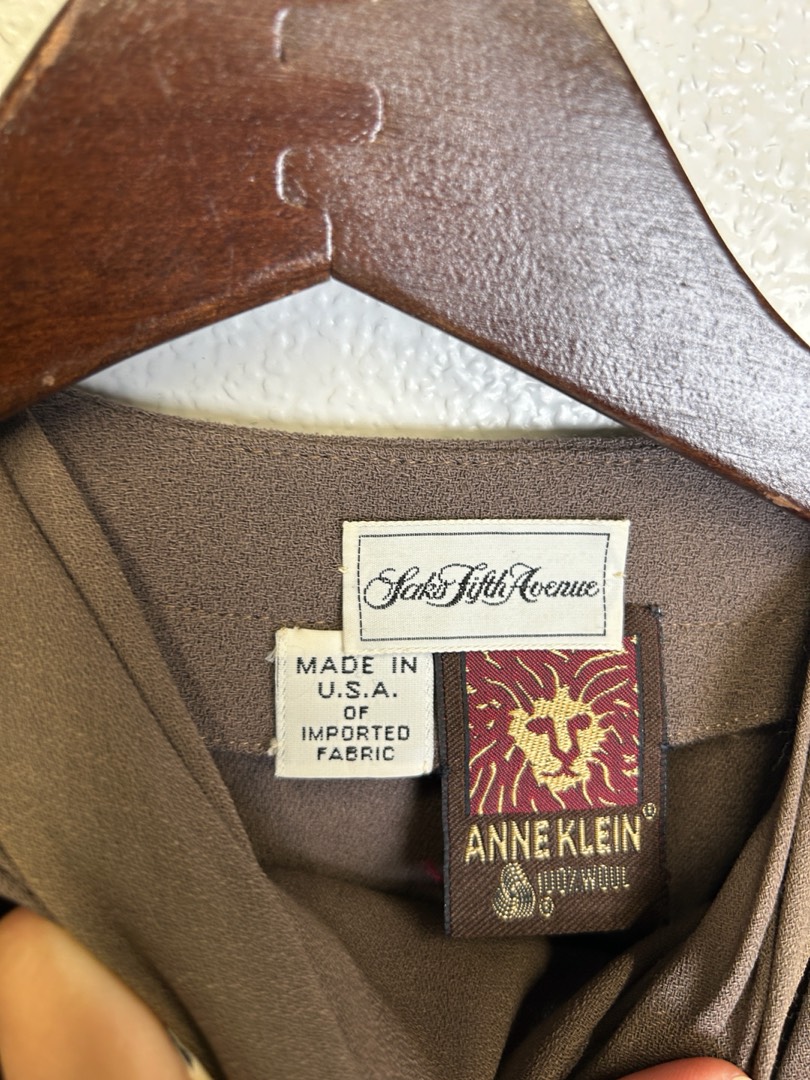 Saks Fifth Avenue
MADE IN
U.S.A.
OF
IMPORTED
FABRIC
ANNE KLEIN®
100% WOOL
®